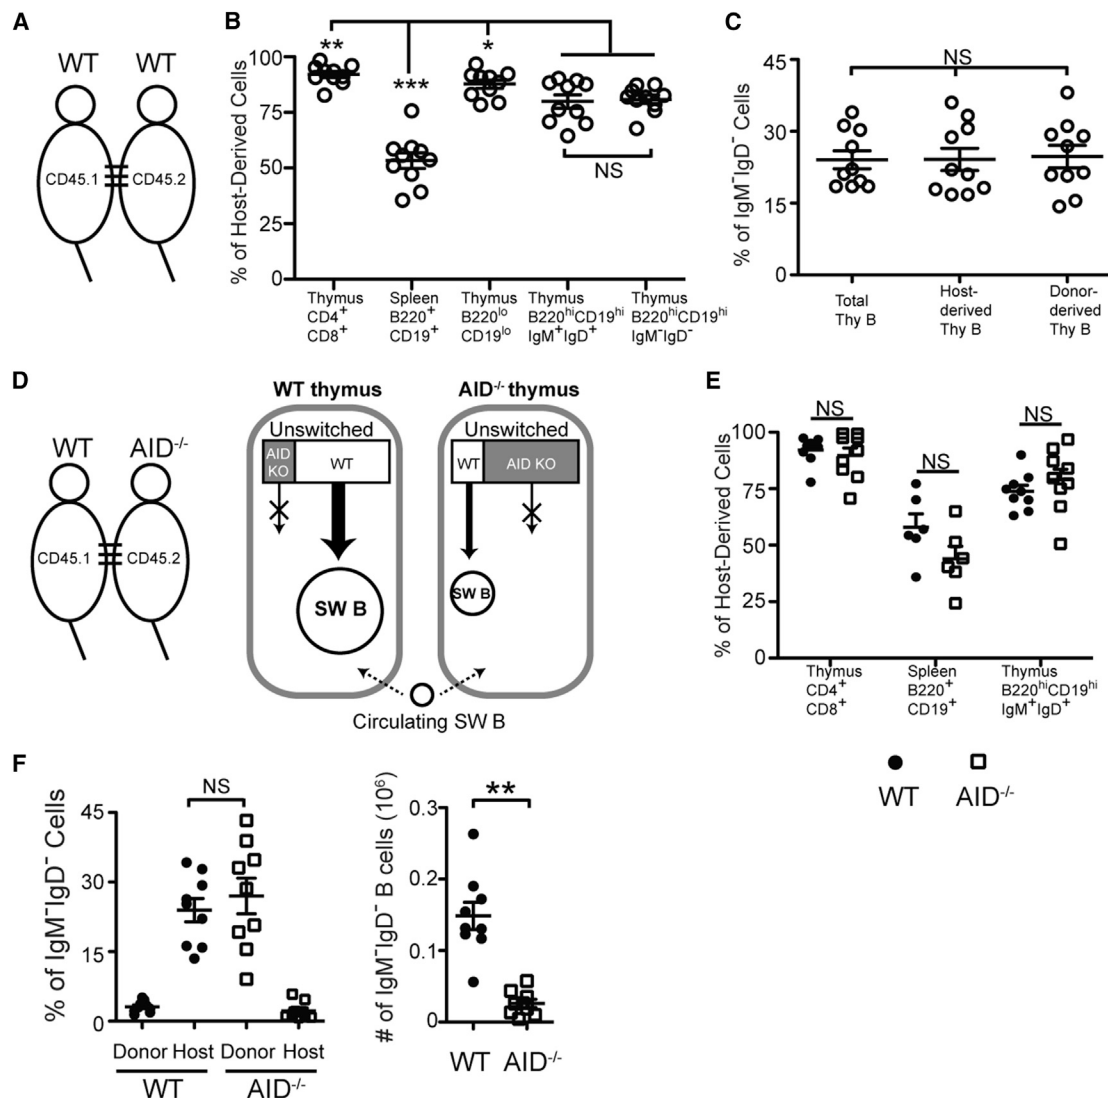 A
WT WT
CD45.1 CD45.2
B
% of Host-Derived Cells
100
75
50
25
0
** *** *
NS
Thymus CD4+ CD8+
Spleen B220+ CD19+
Thymus B220lo CD19lo
Thymus B220hiCD19hi IgM+IgD+
Thymus B220hiCD19hi IgM-IgD-
C
% of IgM-IgD- Cells
45
30
15
0
NS
Total Thy B
Host-derived Thy B
Donor-derived Thy B
D
WT AID-/-
CD45.1 CD45.2
WT thymus
Unswitched
AID KO
WT
SW B
AID-/- thymus
Unswitched
WT
AID KO
SW B
Circulating SW B
E
% of Host-Derived Cells
100
75
50
25
0
NS
NS
NS
Thymus CD4+ CD8+
Spleen B220+ CD19+
Thymus B220hiCD19hi IgM+IgD+
WT AID-/-
F
% of IgM-IgD- Cells
45
30
15
0
NS
Donor Host Donor Host
WT AID-/-
# of IgM-IgD- B cells (10^6)
0.3
0.2
0.1
0
**
WT AID-/-